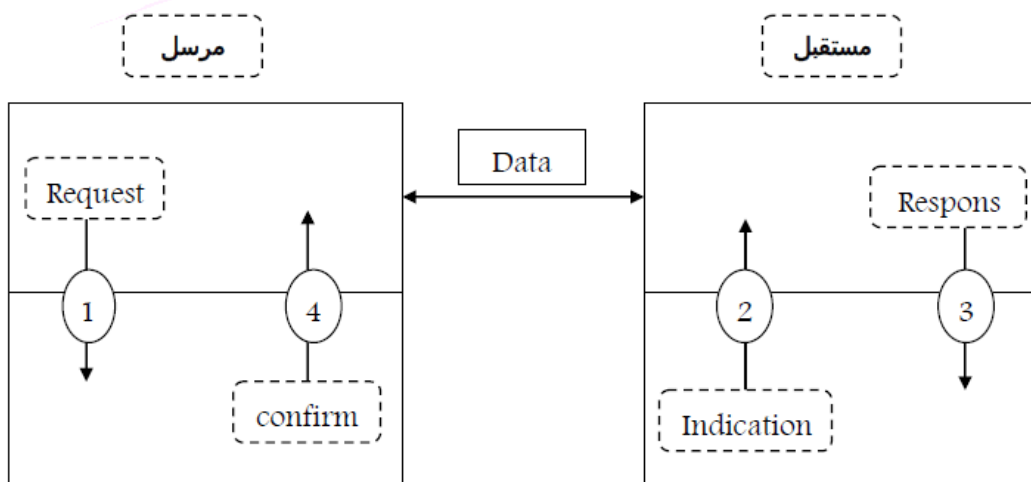 مرسل
مستقبل
Data
Request
Respons
1
4
2
3
confirm
Indication